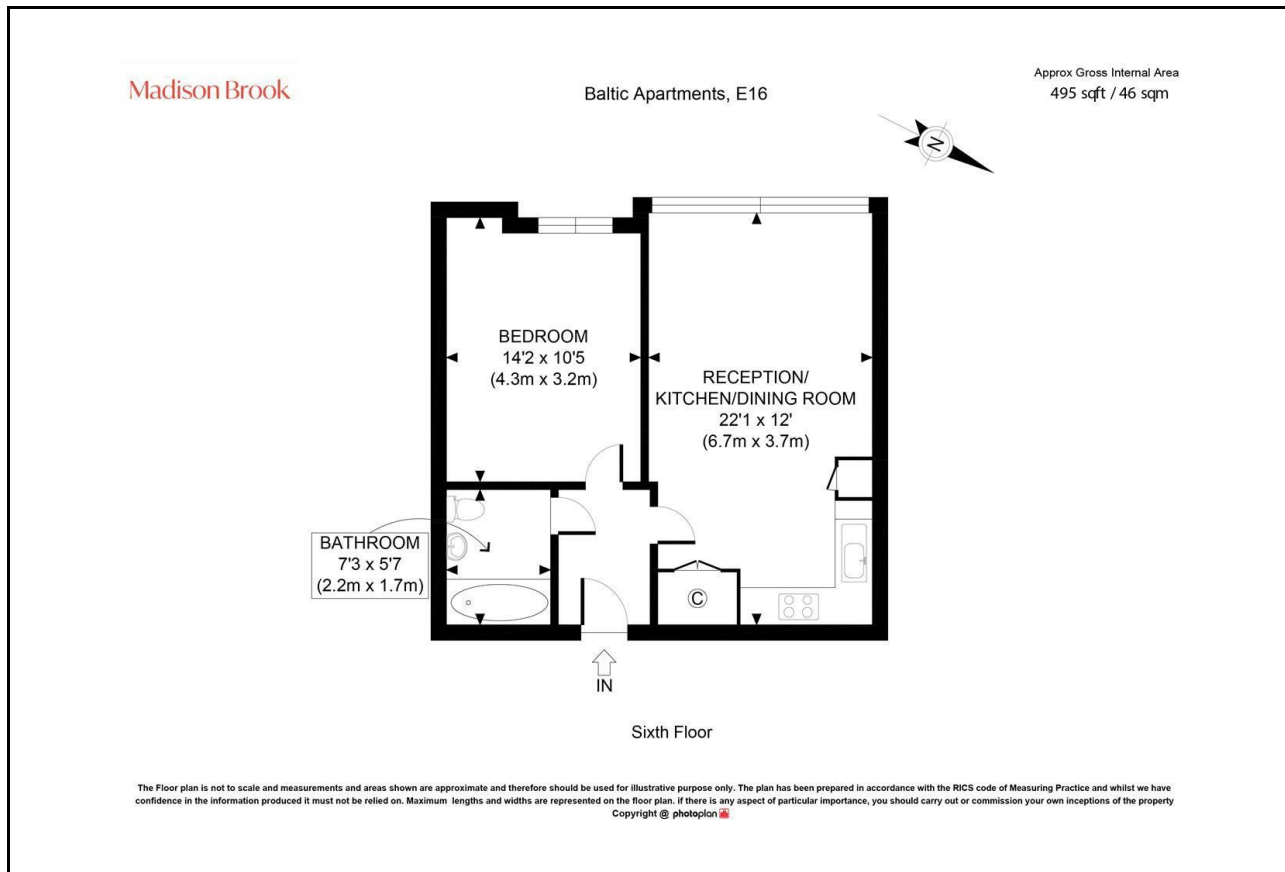 Madison Brook
Baltic Apartments, E16
Approx Gross Internal Area
495 sqft / 46 sqm
N
BEDROOM
14'2 x 10'5
(4.3m x 3.2m)
RECEPTION/
KITCHEN/DINING ROOM
22'1 x 12'
(6.7m x 3.7m)
BATHROOM
7'3 x 5'7
(2.2m x 1.7m)
C
IN
Sixth Floor
The Floor plan is not to scale and measurements and areas shown are approximate and therefore should be used for illustrative purpose only. The plan has been prepared in accordance with the RICS code of Measuring Practice and whilst we have
confidence in the information produced it must not be relied on. Maximum lengths and widths are represented on the floor plan. if there is any aspect of particular importance, you should carry out or commission your own inceptions of the property
Copyright @ photoplan